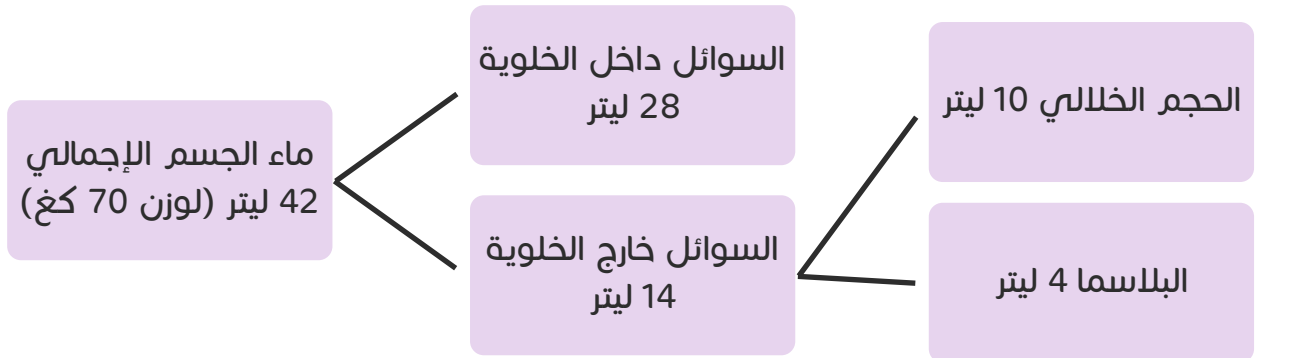 ماء الجسم الإجمالي
42 ليتر (لوزن 70 كغ)
السوائل داخل الخلوية
28 ليتر
السوائل خارج الخلوية
14 ليتر
الحجم الخلالي 10 ليتر
البلاسما 4 ليتر